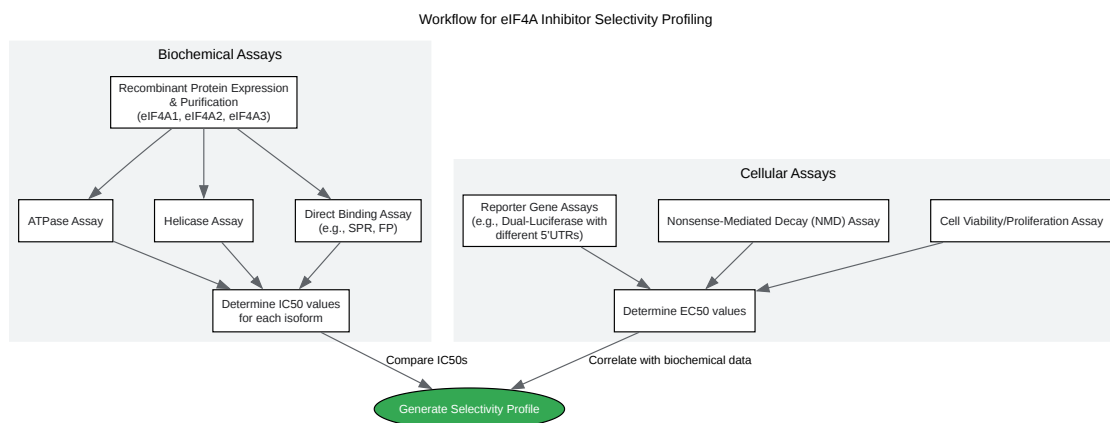 Workflow for eIF4A Inhibitor Selectivity Profiling
Biochemical Assays
Recombinant Protein Expression
& Purification
(eIF4A1, eIF4A2, eIF4A3)
ATPase Assay
Helicase Assay
Direct Binding Assay
(e.g., SPR, FP)
Determine IC50 values
for each isoform
Cellular Assays
Reporter Gene Assays
(e.g., Dual-Luciferase with
different 5'UTRs)
Nonsense-Mediated Decay (NMD) Assay
Cell Viability/Proliferation Assay
Determine EC50 values
Compare IC50s
Correlate with biochemical data
Generate Selectivity Profile